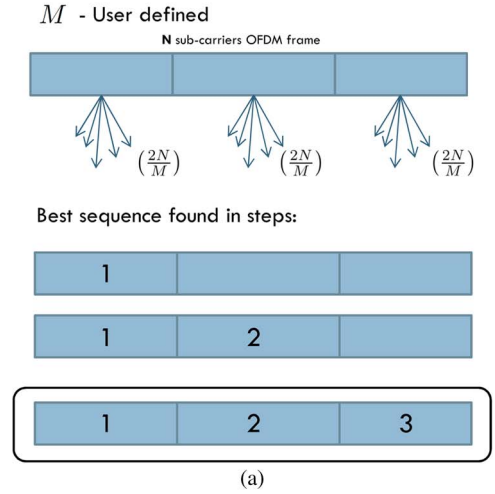 M - User defined
N sub-carriers OFDM frame
(2N/M) (2N/M) (2N/M)
Best sequence found in steps:
1
1 2
1 2 3
(a)